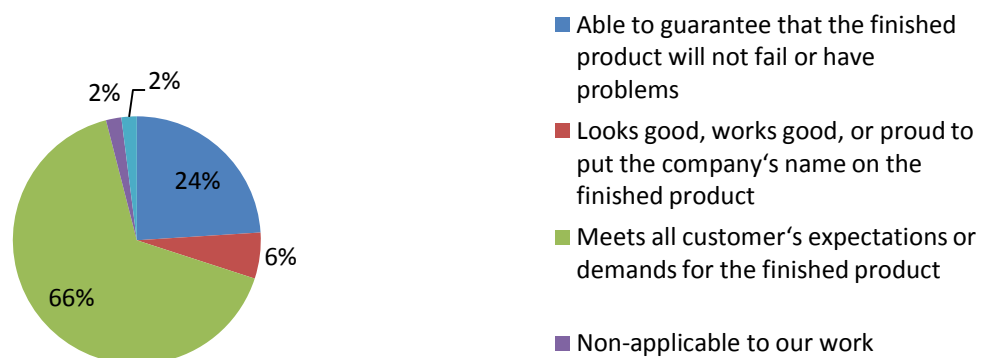 2%
2%
24%
6%
66%
Able to guarantee that the finished
product will not fail or have
problems
Looks good, works good, or proud to
put the company‘s name on the
finished product
Meets all customer‘s expectations or
demands for the finished product
Non-applicable to our work